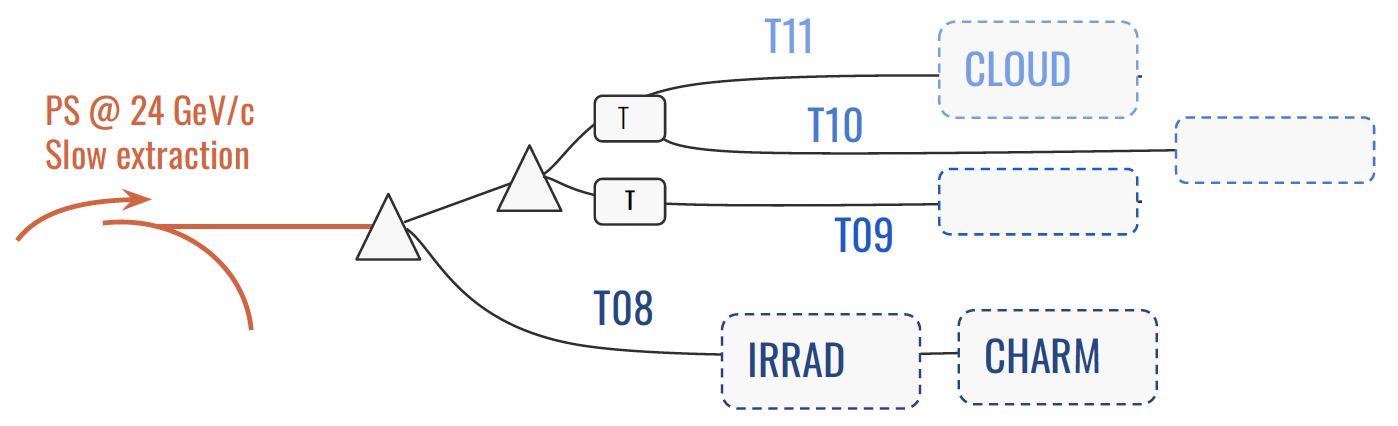 PS @ 24 GeV/c
Slow extraction
T11
CLOUD
T
T10
T
T09
T08
IRRAD
CHARM